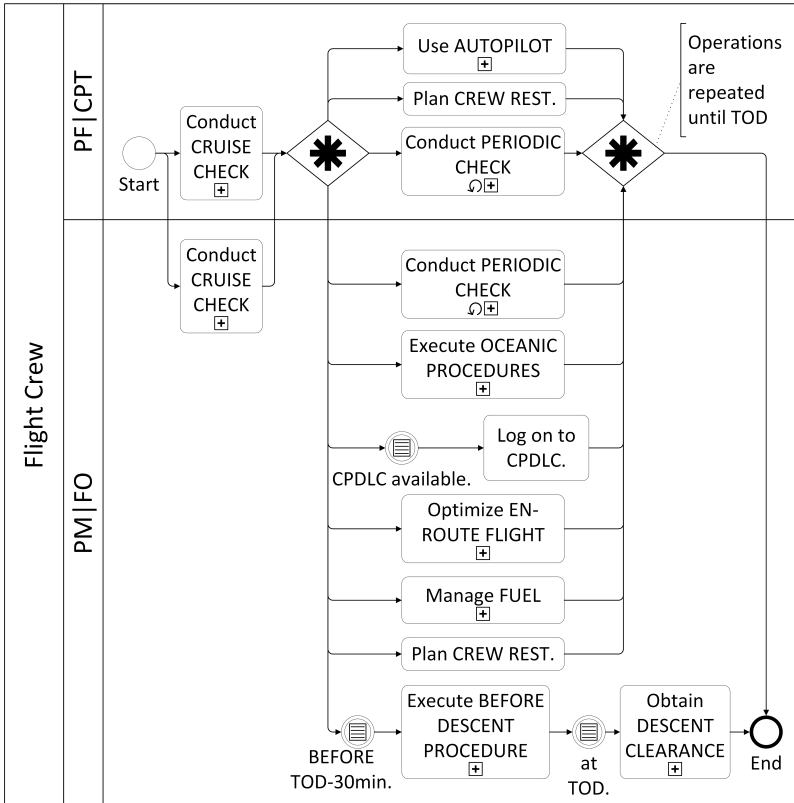 Flight Crew
PF|CPT
Start
Conduct
CRUISE
CHECK
Use AUTOPILOT
Plan CREW REST.
Conduct PERIODIC
CHECK
Operations
are
repeated
until TOD
PM|FO
Conduct
CRUISE
CHECK
Conduct PERIODIC
CHECK
Execute OCEANIC
PROCEDURES
CPDLC available.
Log on to
CPDLC.
Optimize EN-
ROUTE FLIGHT
Manage FUEL
Plan CREW REST.
BEFORE
TOD-30min.
Execute BEFORE
DESCENT
PROCEDURE
at
TOD.
Obtain
DESCENT
CLEARANCE
End